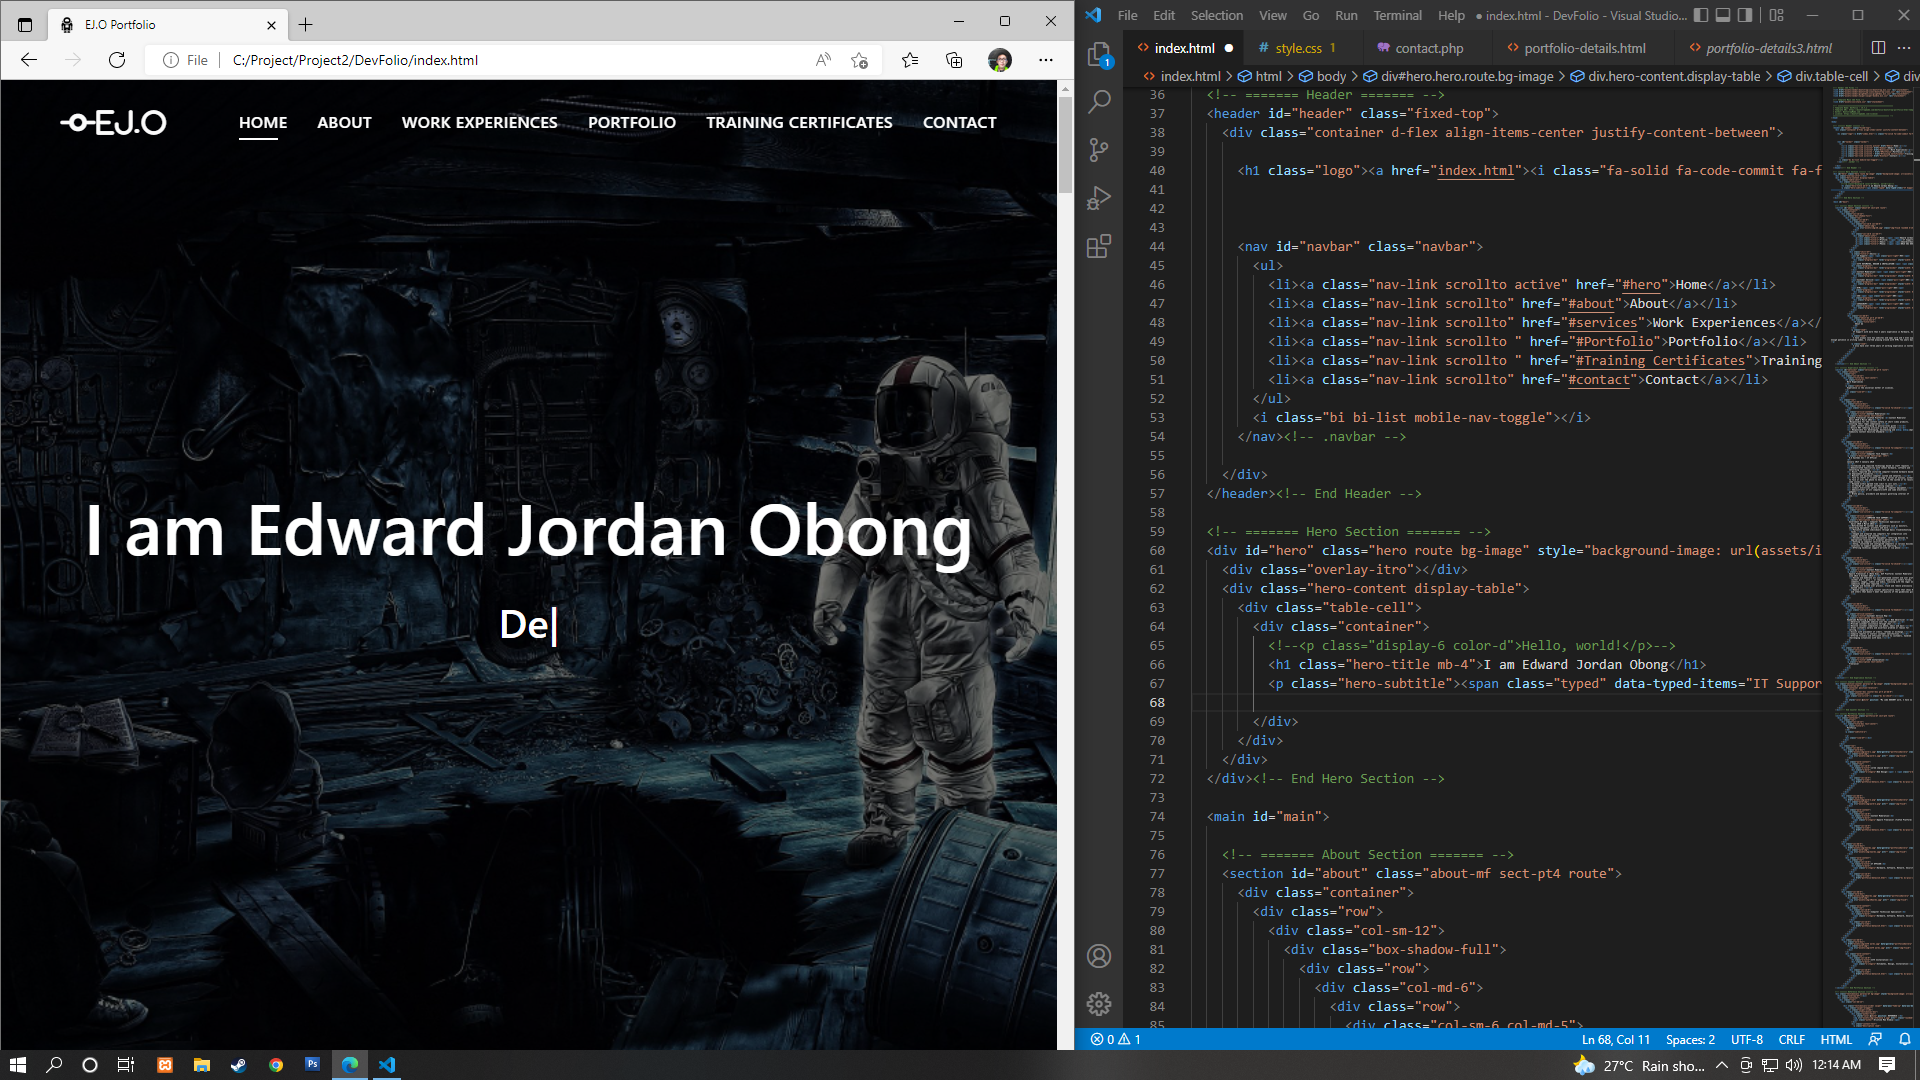 EJ.O Portfolio
File
C:/Project/Project2/DevFolio/index.html
EJ.O
HOME
ABOUT
WORK EXPERIENCES
PORTFOLIO
TRAINING CERTIFICATES
CONTACT
I am Edward Jordan Obong
De|
File Edit Selection View Go Run Terminal Help
● index.html - DevFolio - Visual Studio...
index.html
style.css 1
contact.php
portfolio-details.html
portfolio-details3.html
index.html > html > body > div#hero.hero.route.bg-image > div.hero-content.display-table > div.table-cell > div
36 <!-- ======= Header ======= -->
37 <header id="header" class="fixed-top">
38 <div class="container d-flex align-items-center justify-content-between">
39
40 <h1 class="logo"><a href="index.html"><i class="fa-solid fa-code-commit fa-f
41
42
43
44 <nav id="navbar" class="navbar">
45 <ul>
46 <li><a class="nav-link scrollto active" href="#hero">Home</a></li>
47 <li><a class="nav-link scrollto" href="#about">About</a></li>
48 <li><a class="nav-link scrollto" href="#services">Work Experiences</a></
49 <li><a class="nav-link scrollto " href="#Portfolio">Portfolio</a></li>
50 <li><a class="nav-link scrollto " href="#Training Certificates">Training
51 <li><a class="nav-link scrollto" href="#contact">Contact</a></li>
52 </ul>
53 <i class="bi bi-list mobile-nav-toggle"></i>
54 </nav><!-- .navbar -->
55
56 </div>
57 </header><!-- End Header -->
58
59 <!-- ======= Hero Section ======= -->
60 <div id="hero" class="hero route bg-image" style="background-image: url(assets/i
61 <div class="overlay-itro"></div>
62 <div class="hero-content display-table">
63 <div class="table-cell">
64 <div class="container">
65 <!--<p class="display-6 color-d">Hello, world!</p>-->
66 <h1 class="hero-title mb-4">I am Edward Jordan Obong</h1>
67 <p class="hero-subtitle"><span class="typed" data-typed-items="IT Suppor
68
69 </div>
70 </div>
71 </div>
72 </div><!-- End Hero Section -->
73
74 <main id="main">
75
76 <!-- ======= About Section ======= -->
77 <section id="about" class="about-mf sect-pt4 route">
78 <div class="container">
79 <div class="row">
80 <div class="col-sm-12">
81 <div class="box-shadow-full">
82 <div class="row">
83 <div class="col-md-6">
84 <div class="row">
85 <div class="col-sm-6 col-md-5">
1
0 1
Ln 68, Col 11
Spaces: 2
UTF-8
CRLF
HTML
Ps
27°C Rain sho...
12:14 AM